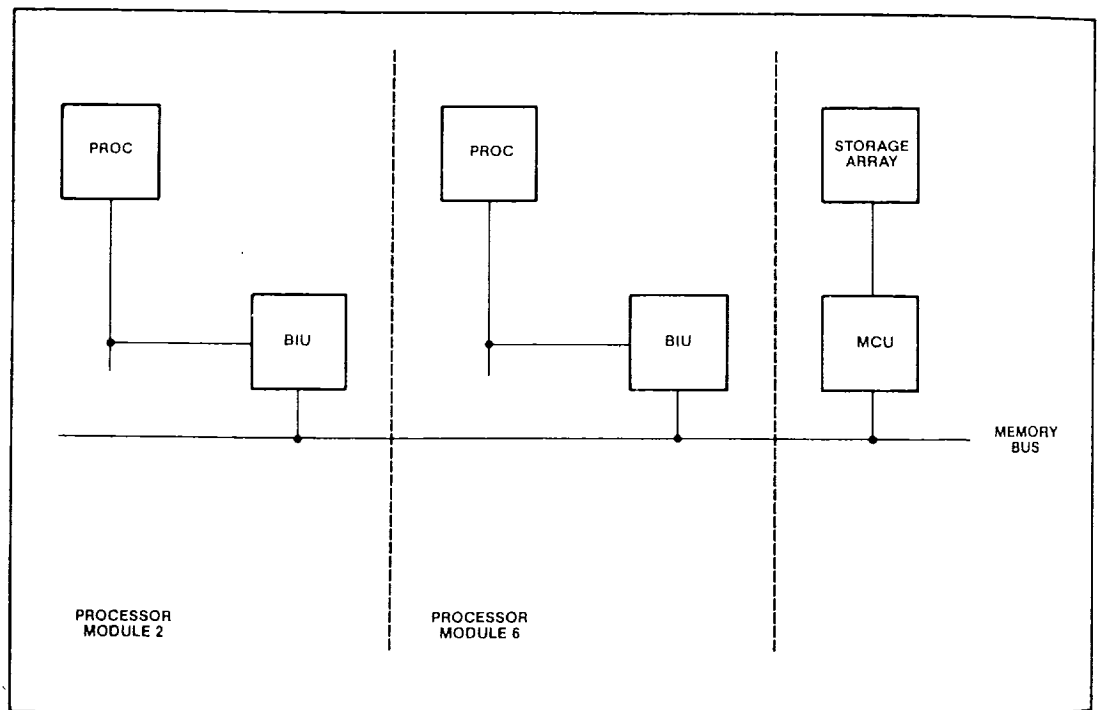 PROC
PROC
STORAGE
ARRAY
BIU
BIU
MCU
MEMORY
BUS
PROCESSOR
MODULE 2
PROCESSOR
MODULE 6